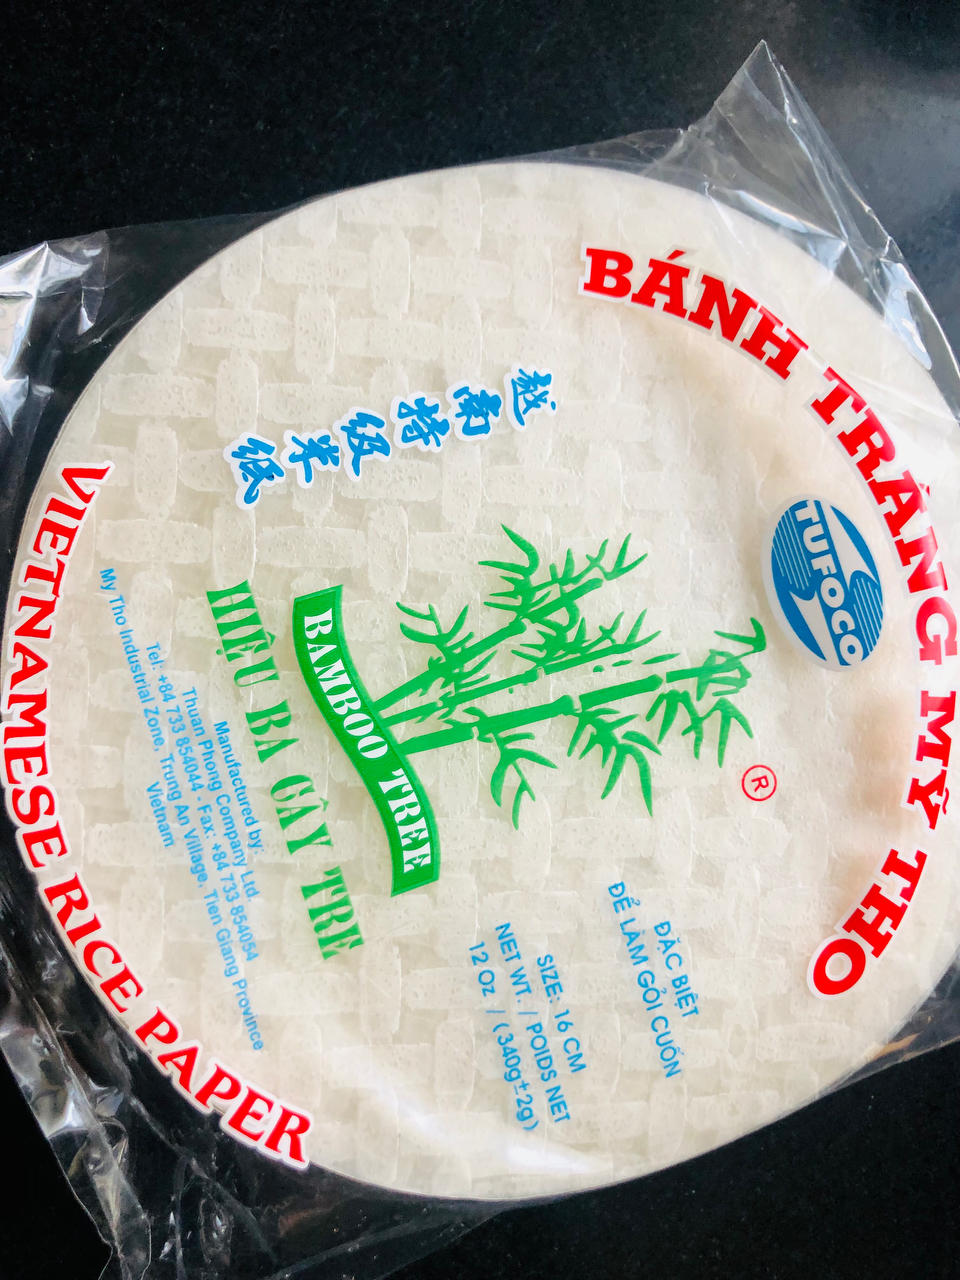 BÁNH TRÁNG MỸ THO
TUFOCO
®
越南特級米紙
ĐẶC BIỆT
ĐỂ LÀM GỎI CUỐN
SIZE: 16 CM
NET WT. / POIDS NET
12 Oz / (340g±2g)
BAMBOO TREE
HIỆU BA CÂY TRE
Manufactured by:
Thuan Phong Company Ltd.
Tel: +84 733 854044 - Fax: +84 733 854054
My Tho Industrial Zone, Trung An Village, Tien Giang Province
Vietnam.
VIETNAMESE RICE PAPER